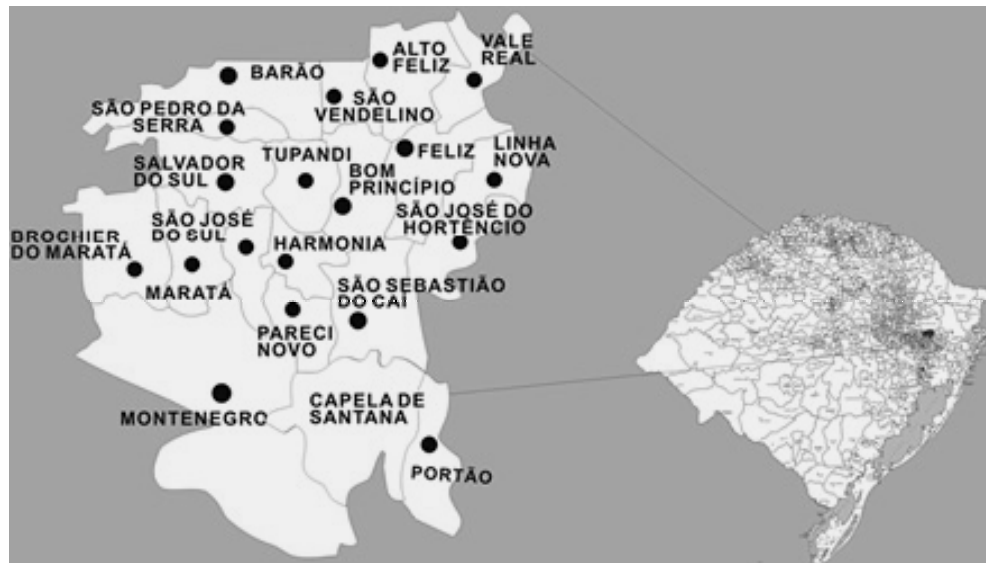 ALTO
FELIZ
VALE
REAL
BARÃO
SÃO
VENDELINO
SÃO PEDRO DA
SERRA
TUPANDI
FELIZ
LINHA
NOVA
SALVADOR
DO SUL
BOM
PRINCÍPIO
SÃO JOSÉ
DO SUL
SÃO JOSÉ DO
HORTÊNCIO
BROCHIER
DO MARATÁ
HARMONIA
MARATÁ
SÃO SEBASTIÃO
DO CAÍ
PARECI
NOVO
MONTENEGRO
CAPELA DE
SANTANA
PORTÃO